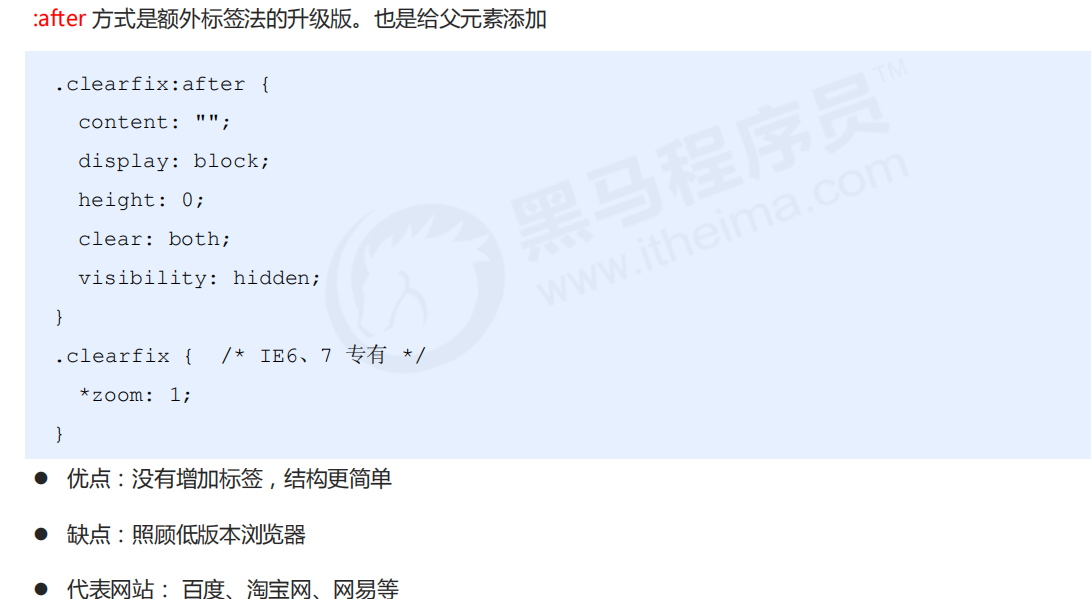 :after 方式是额外标签法的升级版。也是给父元素添加
.clearfix:after {
content: "";
display: block;
height: 0;
clear: both;
visibility: hidden;
}
.clearfix { /* IE6、7 专有 */
*zoom: 1;
}
黑马程序员TM
www.itheima.com
● 优点：没有增加标签，结构更简单
● 缺点：照顾低版本浏览器
● 代表网站： 百度、淘宝网、网易等